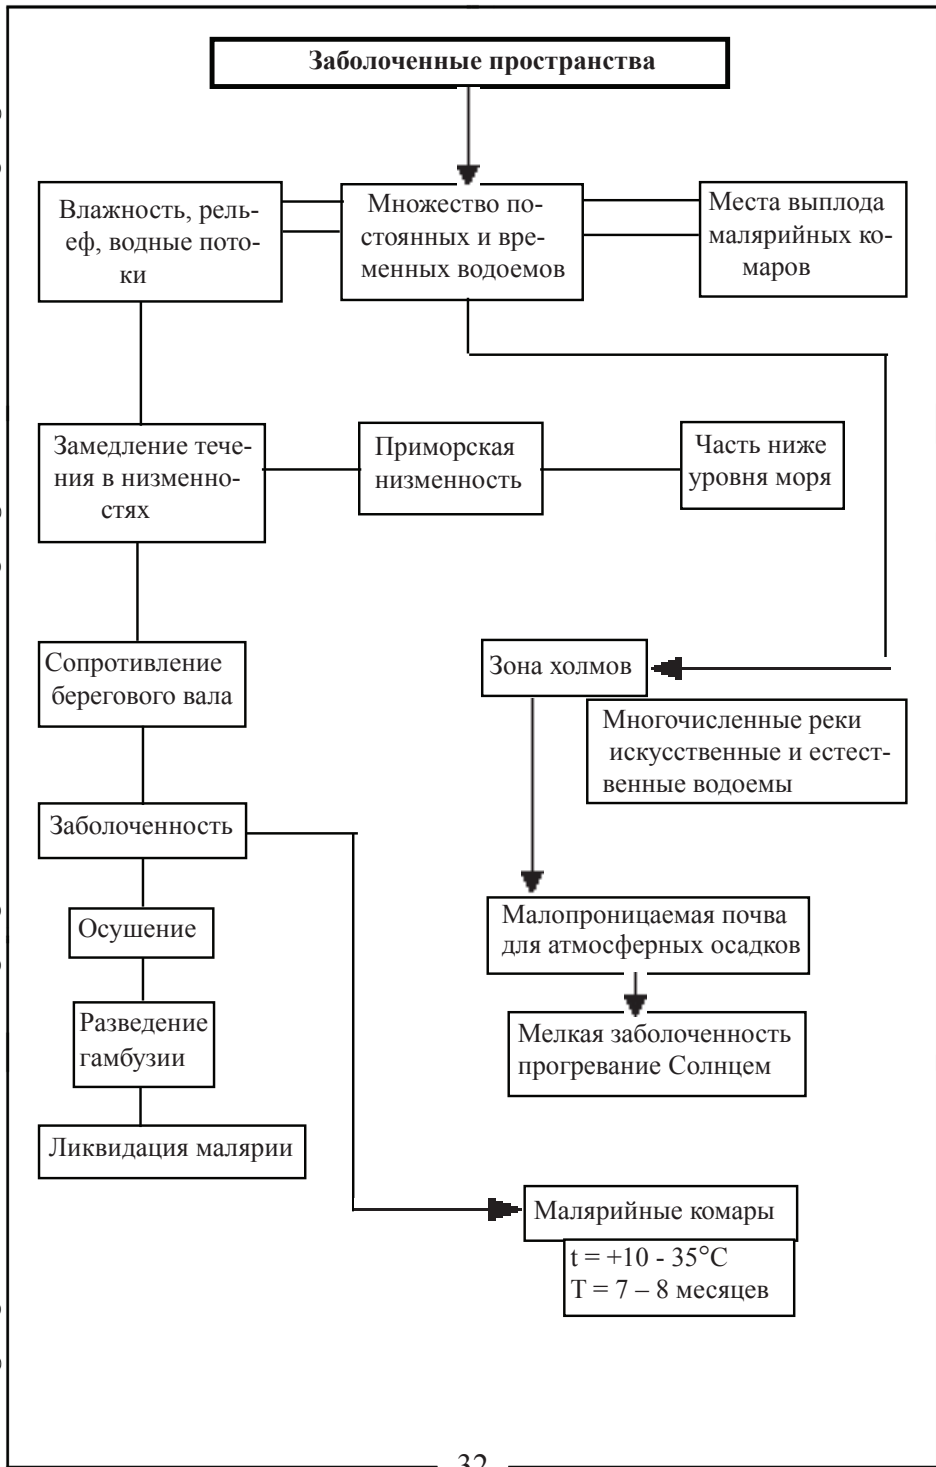 Заболоченные пространства
Влажность, рель-
еф, водные пото-
ки
Множество по-
стоянных и вре-
менных водоемов
Места выплода
малярийных ко-
маров
Замедление тече-
ния в низменно-
стях
Приморская
низменность
Часть ниже
уровня моря
Сопротивление
берегового вала
Зона холмов
Многочисленные реки
искусственные и естест-
венные водоемы
Заболоченность
Осушение
Малопроницаемая почва
для атмосферных осадков
Разведение
гамбузии
Мелкая заболоченность
прогревание Солнцем
Ликвидация малярии
Малярийные комары
t = +10 - 35°C
T = 7 – 8 месяцев
32